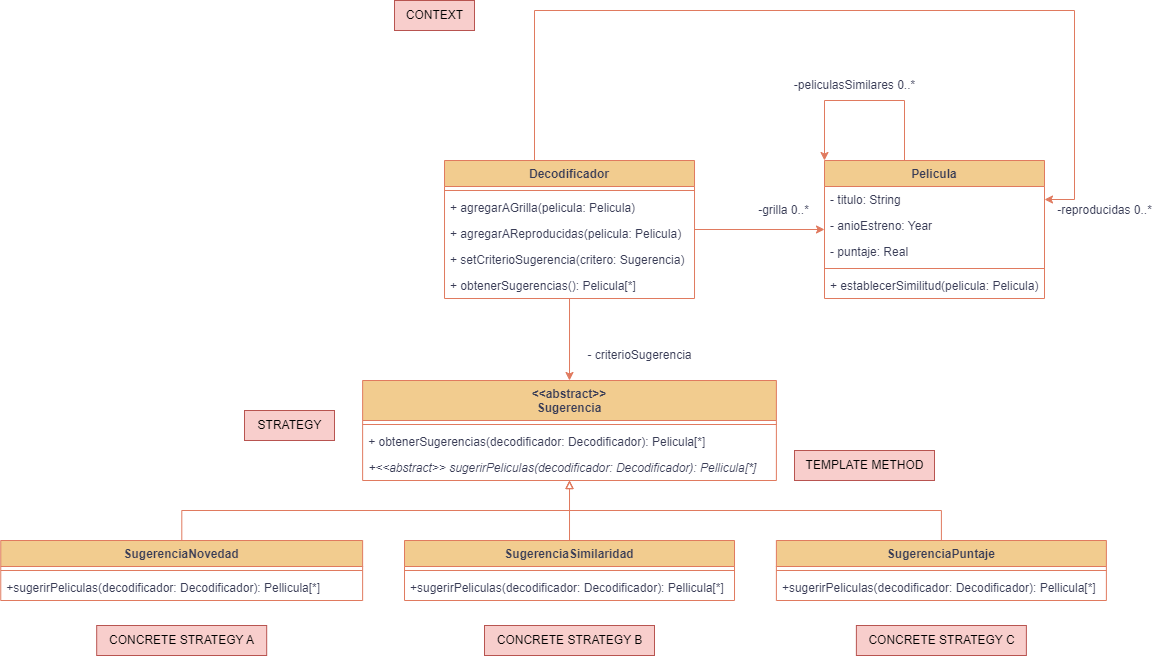 CONTEXT
-peliculasSimilares 0..*
Decodificador
+ agregarAGrilla(pelicula: Pelicula)
+ agregarAReproducidas(pelicula: Pelicula)
+ setCriterioSugerencia(critero: Sugerencia)
+ obtenerSugerencias(): Pelicula[*]
-grilla 0..*
Pelicula
- titulo: String
- anioEstreno: Year
- puntaje: Real
+ establecerSimilitud(pelicula: Pelicula)
-reproducidas 0..*
- criterioSugerencia
<<abstract>>
Sugerencia
+ obtenerSugerencias(decodificador: Decodificador): Pelicula[*]
+<<abstract>> sugerirPeliculas(decodificador: Decodificador): Pellicula[*]
STRATEGY
TEMPLATE METHOD
SugerenciaNovedad
+sugerirPeliculas(decodificador: Decodificador): Pellicula[*]
SugerenciaSimilaridad
+sugerirPeliculas(decodificador: Decodificador): Pellicula[*]
SugerenciaPuntaje
+sugerirPeliculas(decodificador: Decodificador): Pellicula[*]
CONCRETE STRATEGY A
CONCRETE STRATEGY B
CONCRETE STRATEGY C